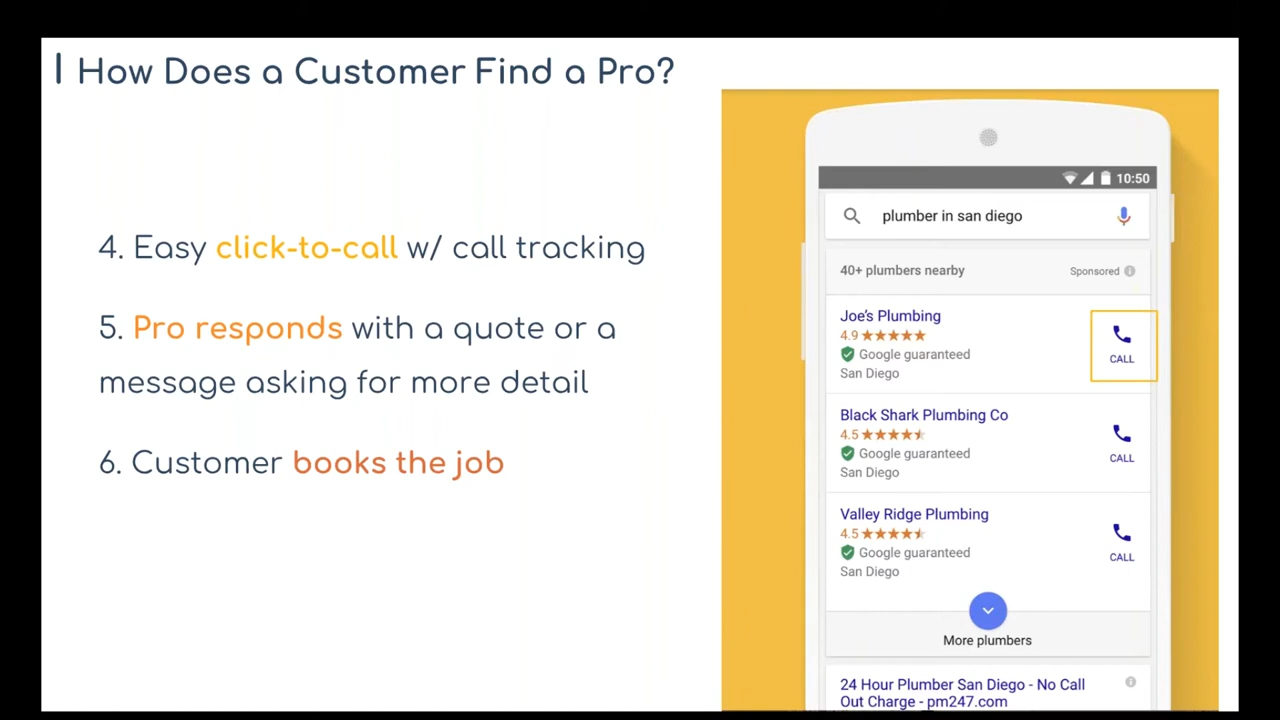 How Does a Customer Find a Pro?
4. Easy click-to-call w/ call tracking
5. Pro responds with a quote or a
message asking for more detail
6. Customer books the job
10:50
plumber in san diego
40+ plumbers nearby Sponsored
Joe's Plumbing
4.9
Google guaranteed
San Diego
CALL
Black Shark Plumbing Co
4.5
Google guaranteed
San Diego
CALL
Valley Ridge Plumbing
4.5
Google guaranteed
San Diego
CALL
More plumbers
24 Hour Plumber San Diego - No Call
Out Charge - pm247.com